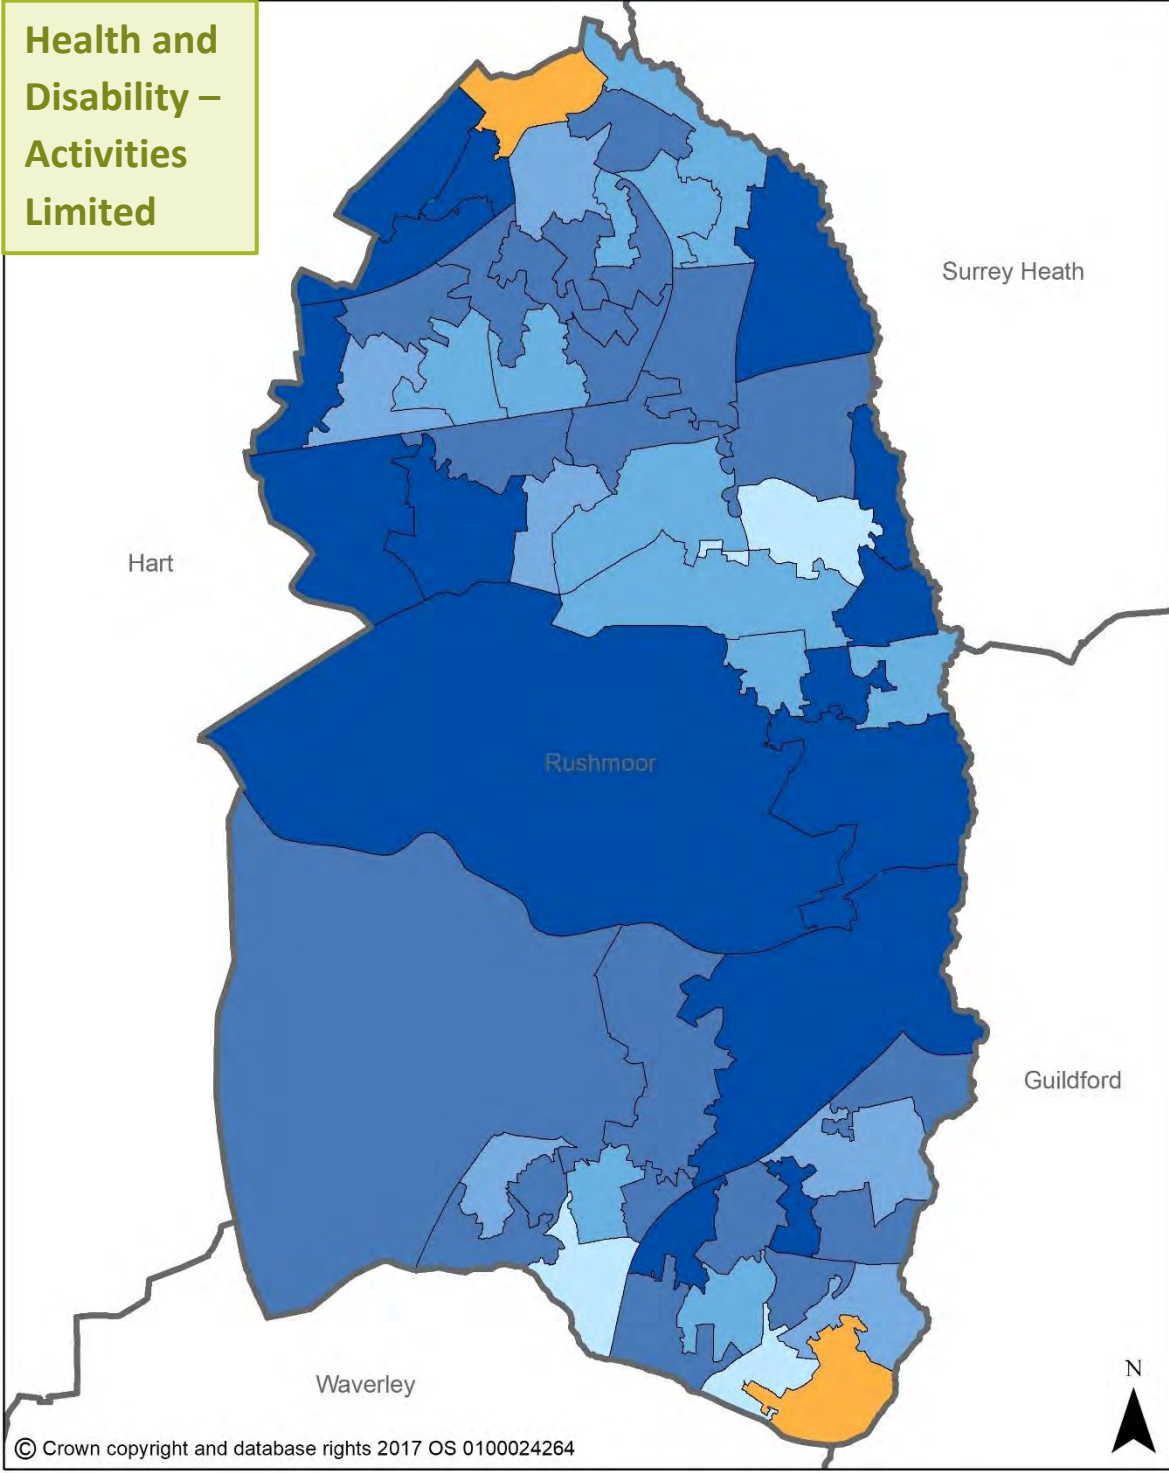 Health and
Disability –
Activities
Limited
Surrey Heath
Hart
Rushmoor
Guildford
Waverley
N
© Crown copyright and database rights 2017 OS 0100024264